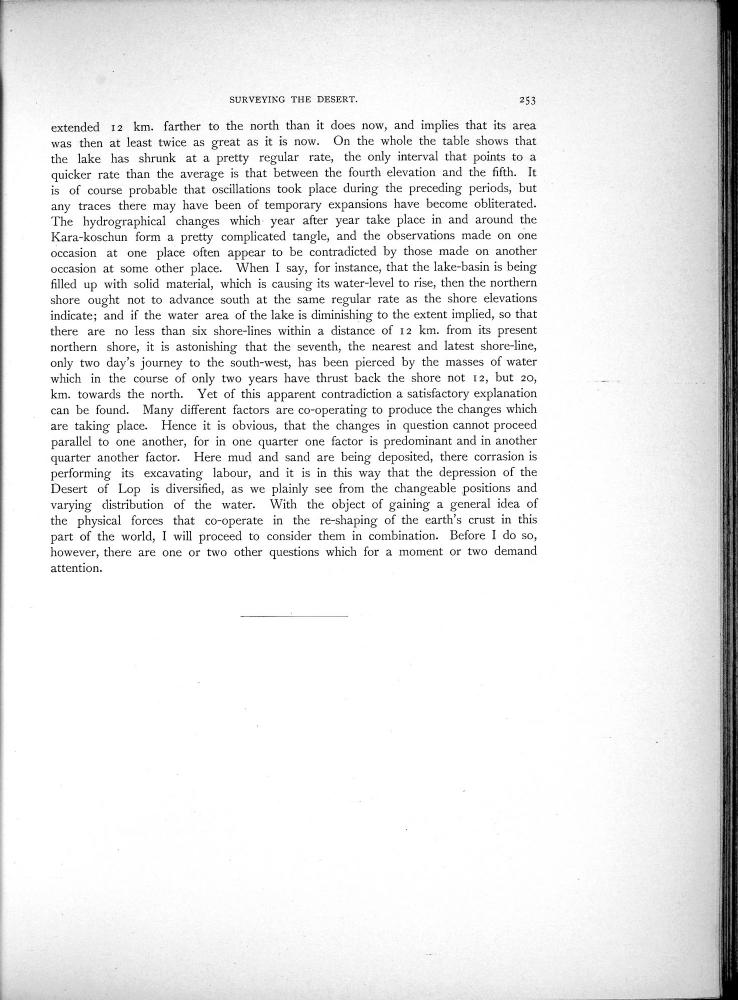 SURVEYING THE DESERT. 253
extended 12 km. farther to the north than it does now, and implies that its area
was then at least twice as great as it is now. On the whole the table shows that
the lake has shrunk at a pretty regular rate, the only interval that points to a
quicker rate than the average is that between the fourth elevation and the fifth. It
is of course probable that oscillations took place during the preceding periods, but
any traces there may have been of temporary expansions have become obliterated.
The hydrographical changes which year after year take place in and around the
Kara-koschun form a pretty complicated tangle, and the observations made on one
occasion at one place often appear to be contradicted by those made on another
occasion at some other place. When I say, for instance, that the lake-basin is being
filled up with solid material, which is causing its water-level to rise, then the northern
shore ought not to advance south at the same regular rate as the shore elevations
indicate; and if the water area of the lake is diminishing to the extent implied, so that
there are no less than six shore-lines within a distance of 12 km. from its present
northern shore, it is astonishing that the seventh, the nearest and latest shore-line,
only two day's journey to the south-west, has been pierced by the masses of water
which in the course of only two years have thrust back the shore not 12, but 20,
km. towards the north. Yet of this apparent contradiction a satisfactory explanation
can be found. Many different factors are co-operating to produce the changes which
are taking place. Hence it is obvious, that the changes in question cannot proceed
parallel to one another, for in one quarter one factor is predominant and in another
quarter another factor. Here mud and sand are being deposited, there corrasion is
performing its excavating labour, and it is in this way that the depression of the
Desert of Lop is diversified, as we plainly see from the changeable positions and
varying distribution of the water. With the object of gaining a general idea of
the physical forces that co-operate in the re-shaping of the earth's crust in this
part of the world, I will proceed to consider them in combination. Before I do so,
however, there are one or two other questions which for a moment or two demand
attention.